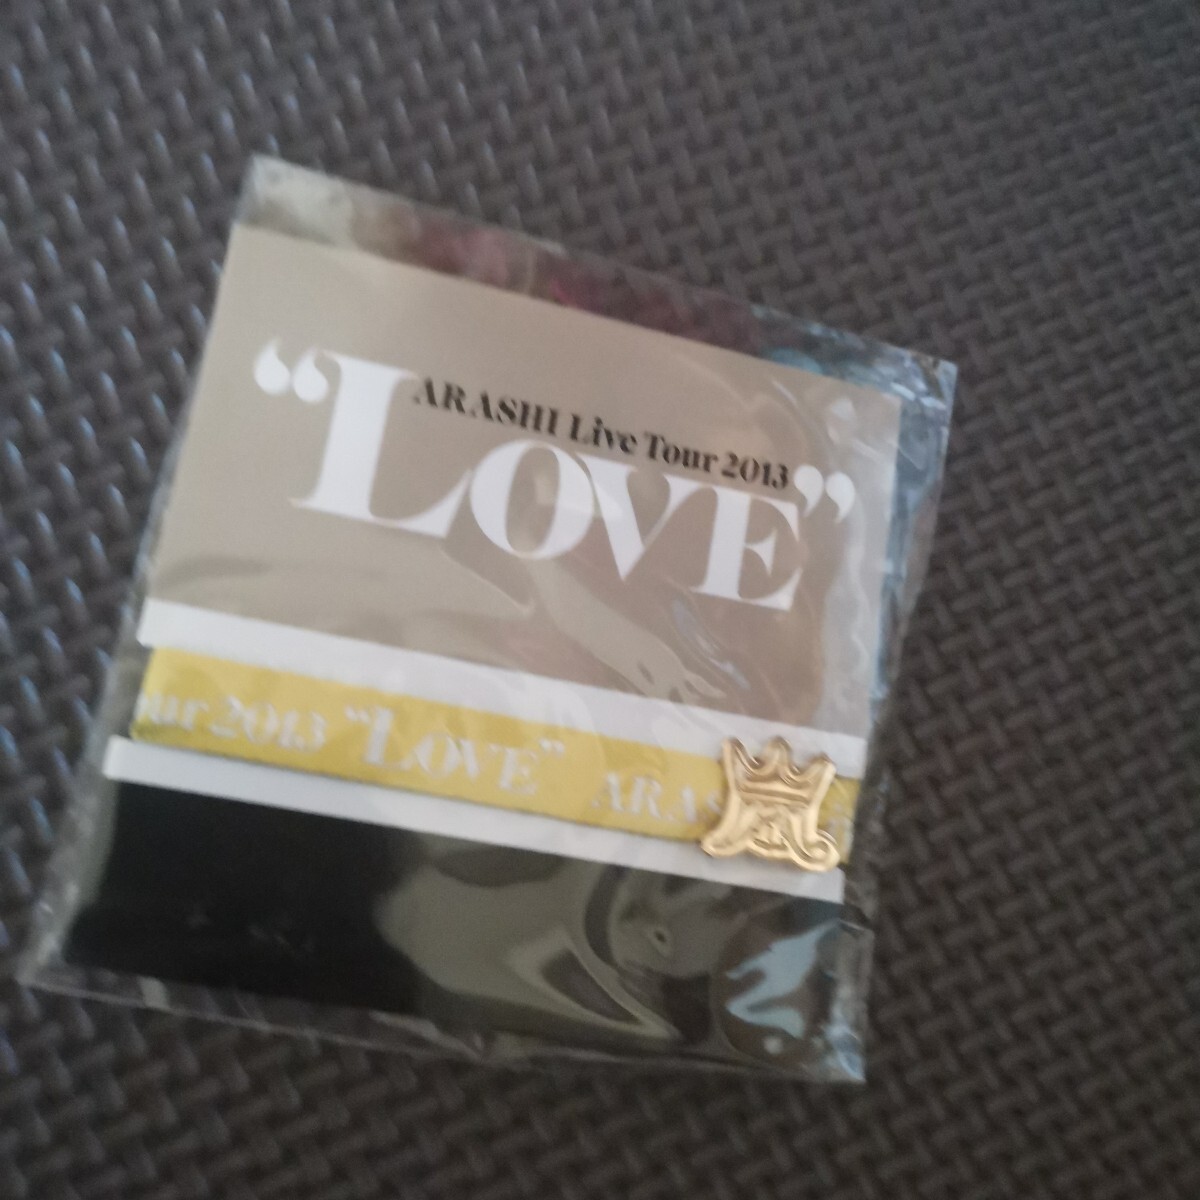 ARASHI Live Tour 2013
“LOVE”
our 2013 “LOVE” ARAS